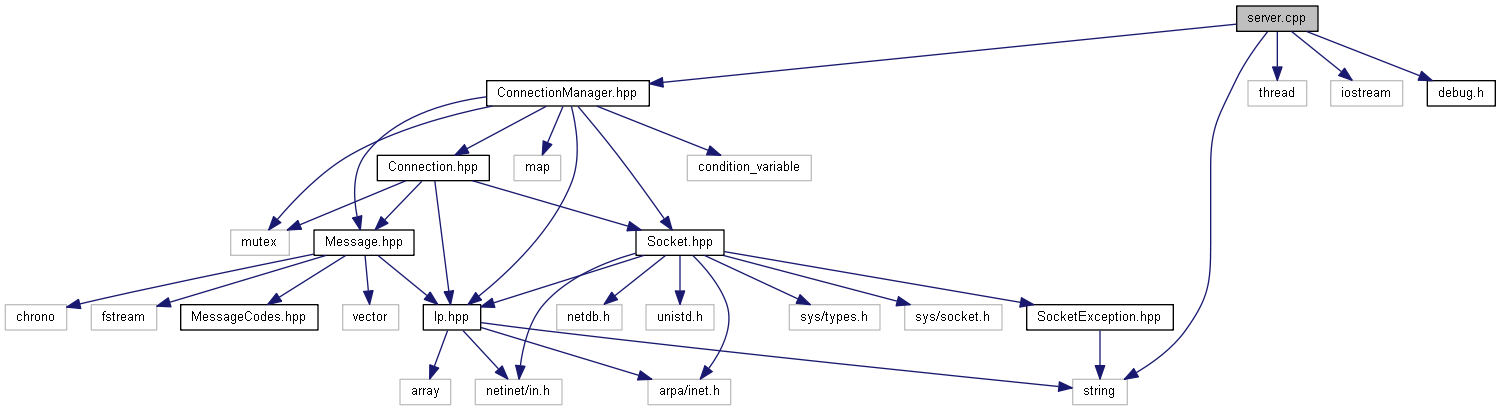 server.cpp
ConnectionManager.hpp
thread
iostream
debug.h
Connection.hpp
map
condition_variable
mutex
Message.hpp
Socket.hpp
chrono
fstream
MessageCodes.hpp
vector
Ip.hpp
netdb.h
unistd.h
sys/types.h
sys/socket.h
SocketException.hpp
array
netinet/in.h
arpa/inet.h
string